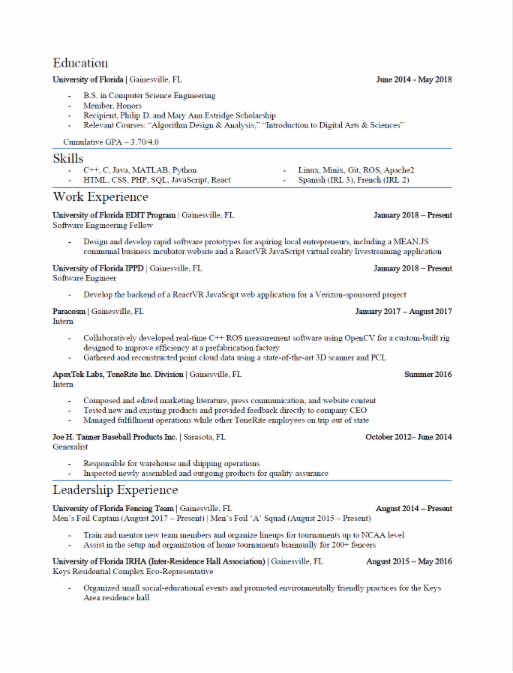 Education
University of Florida | Gainesville, FL June 2014 - May 2018
- B.S. in Computer Science Engineering
- Member, Honors
- Recipient, Philip D. and Mary Ann Estridge Scholarship
- Relevant Courses: “Algorithm Design & Analysis,” “Introduction to Digital Arts & Sciences”
Cumulative GPA – 3.70/4.0
Skills
- C++, C, Java, MATLAB, Python
- HTML, CSS, PHP, SQL, JavaScript, React
- Linux, Minix, Git, ROS, Apache2
- Spanish (IRL 3), French (IRL 2)
Work Experience
University of Florida EDIT Program | Gainesville, FL January 2018 – Present
Software Engineering Fellow
- Design and develop rapid software prototypes for aspiring local entrepreneurs, including a MEAN.JS
communal business incubator website and a ReactVR JavaScript virtual reality livestreaming application
University of Florida IPPD | Gainesville, FL January 2018 – Present
Software Engineer
- Develop the backend of a ReactVR JavaScipt web application for a Verizon-sponsored project
Paracosm | Gainesville, FL January 2017 – August 2017
Intern
- Collaboratively developed real-time C++ ROS measurement software using OpenCV for a custom-built rig
designed to improve efficiency at a prefabrication factory
- Gathered and reconstructed point cloud data using a state-of-the-art 3D scanner and PCL
ApexTek Labs, ToneRite Inc. Division | Gainesville, FL Summer 2016
Intern
- Composed and edited marketing literature, press communication, and website content
- Tested new and existing products and provided feedback directly to company CEO
- Managed fulfillment operations while other ToneRite employees on trip out of state
Joe H. Tanner Baseball Products Inc. | Sarasota, FL October 2012– June 2014
Generalist
- Responsible for warehouse and shipping operations
- Inspected newly assembled and outgoing products for quality assurance
Leadership Experience
University of Florida Fencing Team | Gainesville, FL August 2014 – Present
Men’s Foil Captain (August 2017 – Present) | Men’s Foil ‘A’ Squad (August 2015 – Present)
- Train and mentor new team members and organize lineups for tournaments up to NCAA level
- Assist in the setup and organization of home tournaments biannually for 200+ fencers
University of Florida IRHA (Inter-Residence Hall Association) | Gainesville, FL August 2015 – May 2016
Keys Residential Complex Eco-Representative
- Organized small social-educational events and promoted environmentally friendly practices for the Keys
Area residence hall